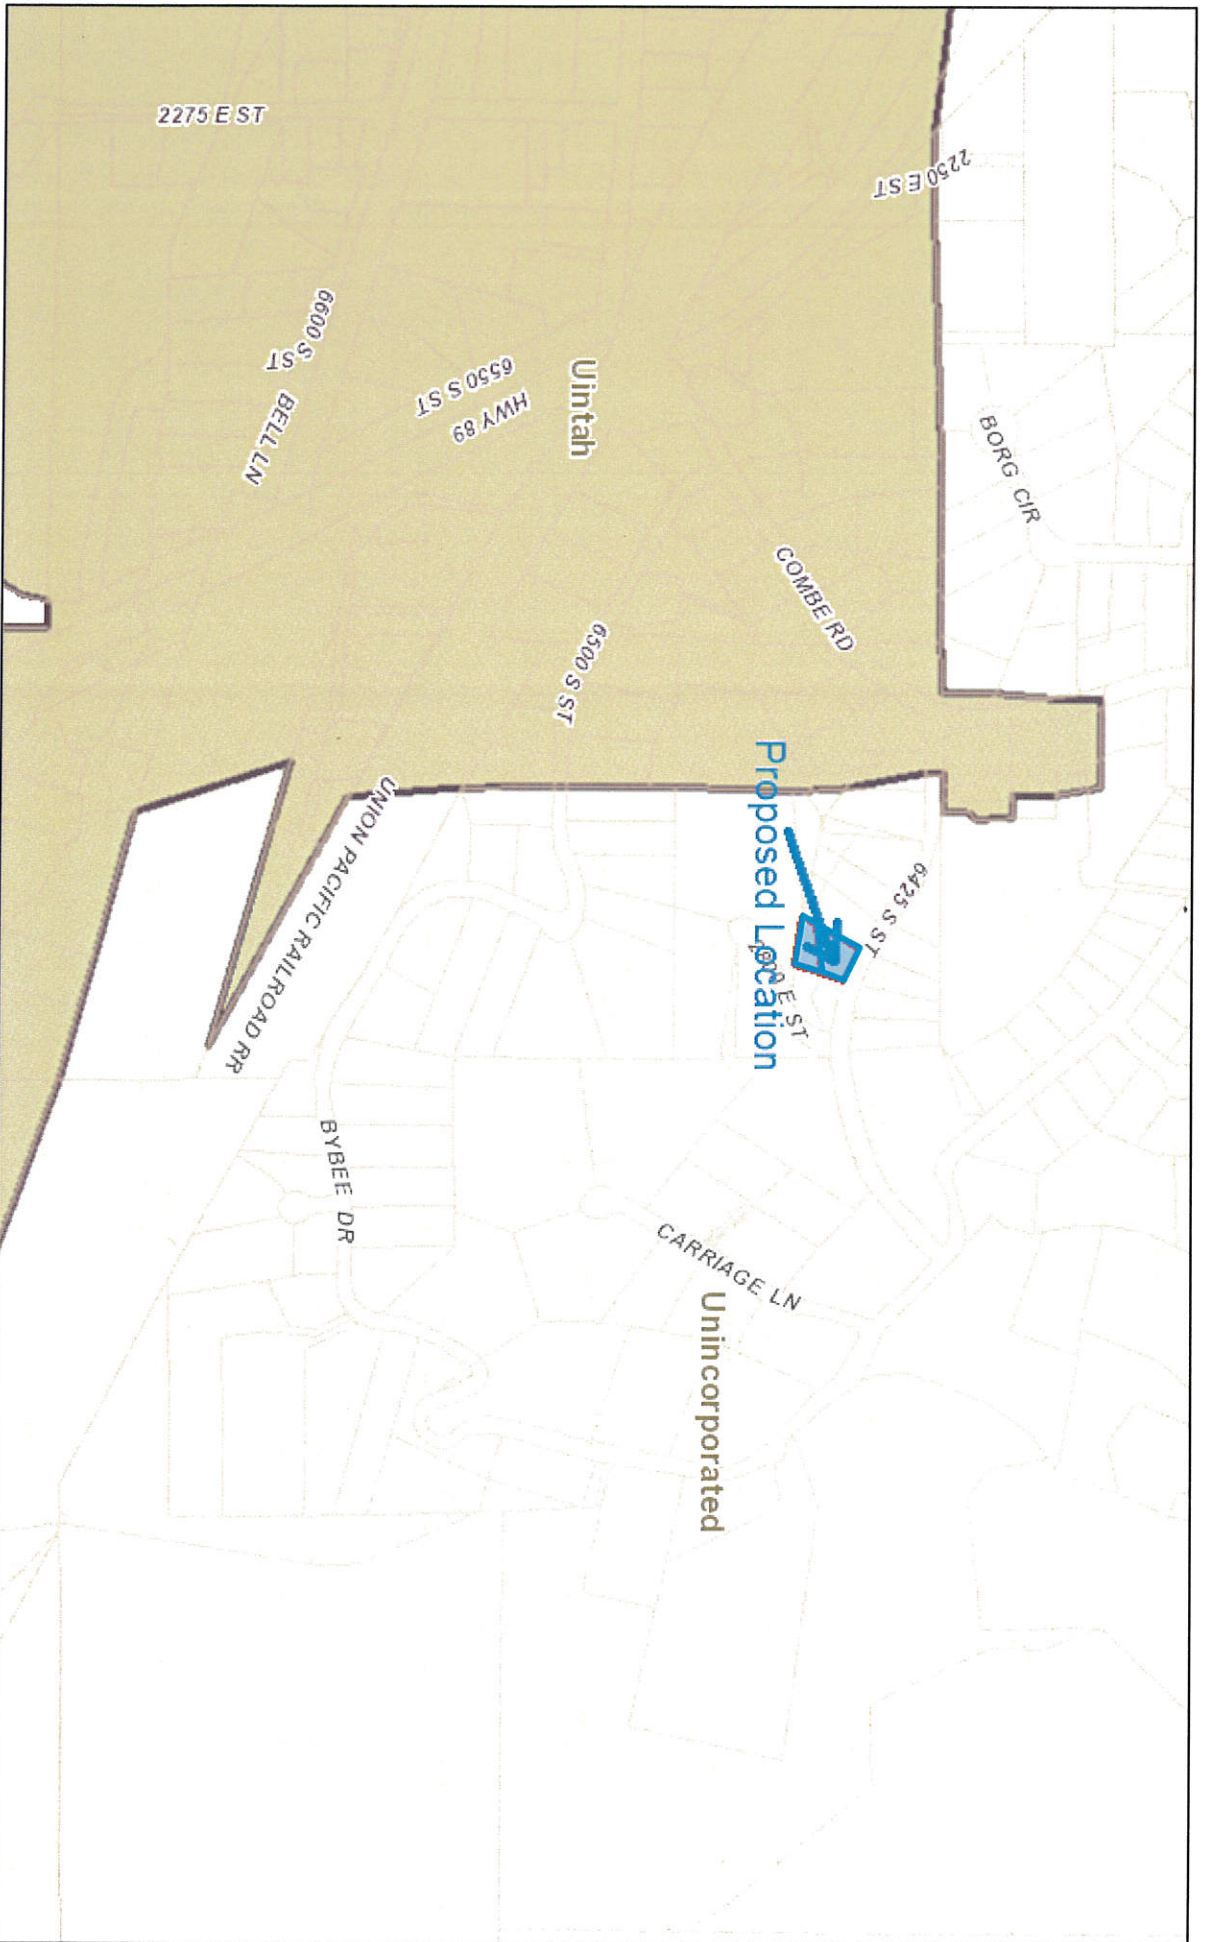 2275 E ST
2250 E ST
6600 S ST
BELL LN
6550 S ST
HWY 89
Uintah
BORG CIR
COMBE RD
6500 S ST
UNION PACIFIC RAILROAD RR
Proposed Location
6425 S ST
E ST
BYBEE DR
CARRIAGE LN
Unincorporated